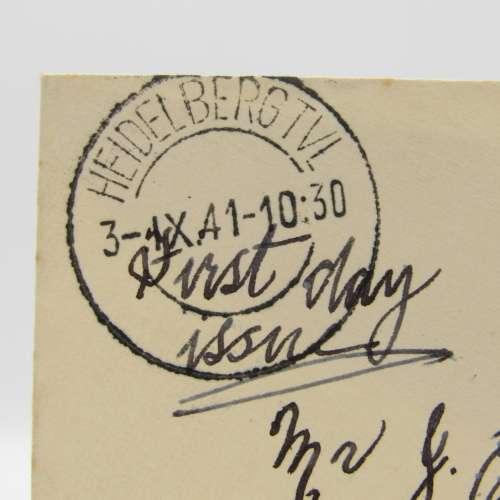 HEIDELBERG TVL
3-IX.41-10:30
First day
issue
Mr J.